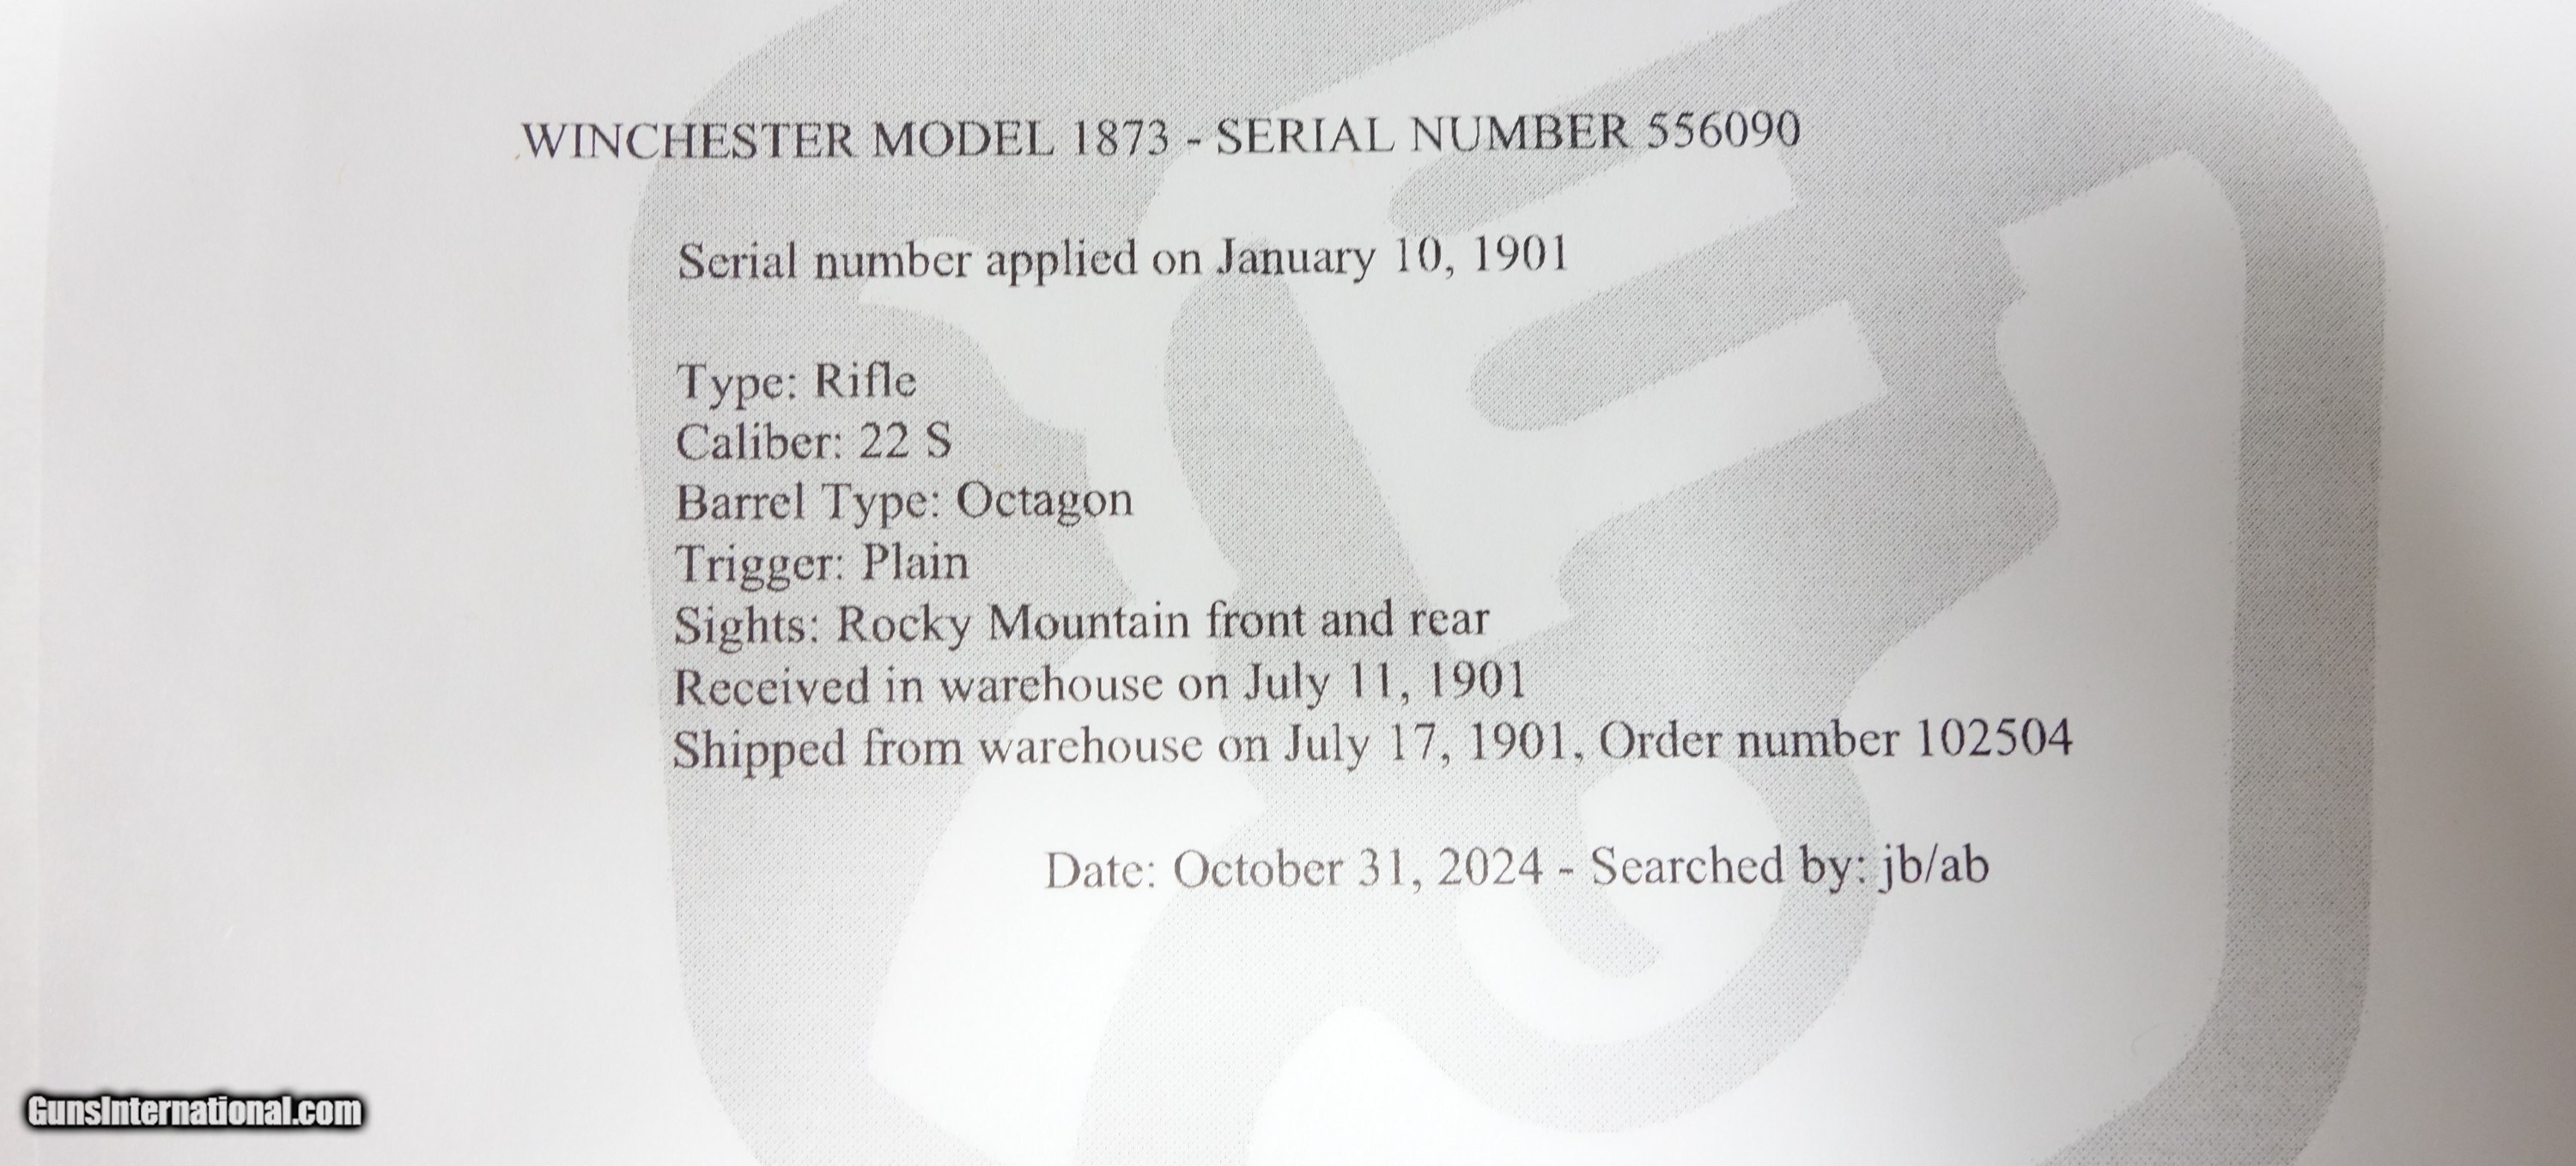 WINCHESTER MODEL 1873 - SERIAL NUMBER 556090
Serial number applied on January 10, 1901
Type: Rifle
Caliber: 22 S
Barrel Type: Octagon
Trigger: Plain
Sights: Rocky Mountain front and rear
Received in warehouse on July 11, 1901
Shipped from warehouse on July 17, 1901, Order number 102504
Date: October 31, 2024 - Searched by: jb/ab
GunsInternational.com